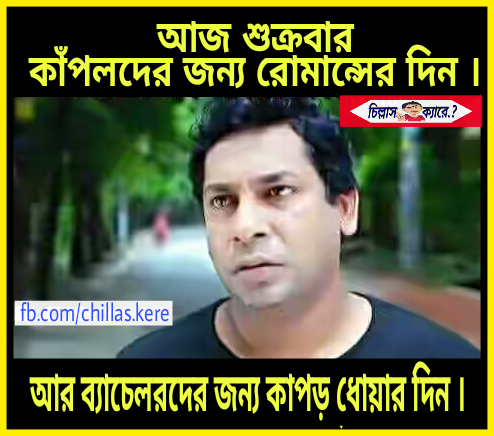 আজ শুক্রবার
কাঁপলদের জন্য রোমান্সের দিন ।
চিল্লাস ক্যারে.?
fb.com/chillas.kere
আর ব্যাচেলরদের জন্য কাপড় ধোয়ার দিন ।